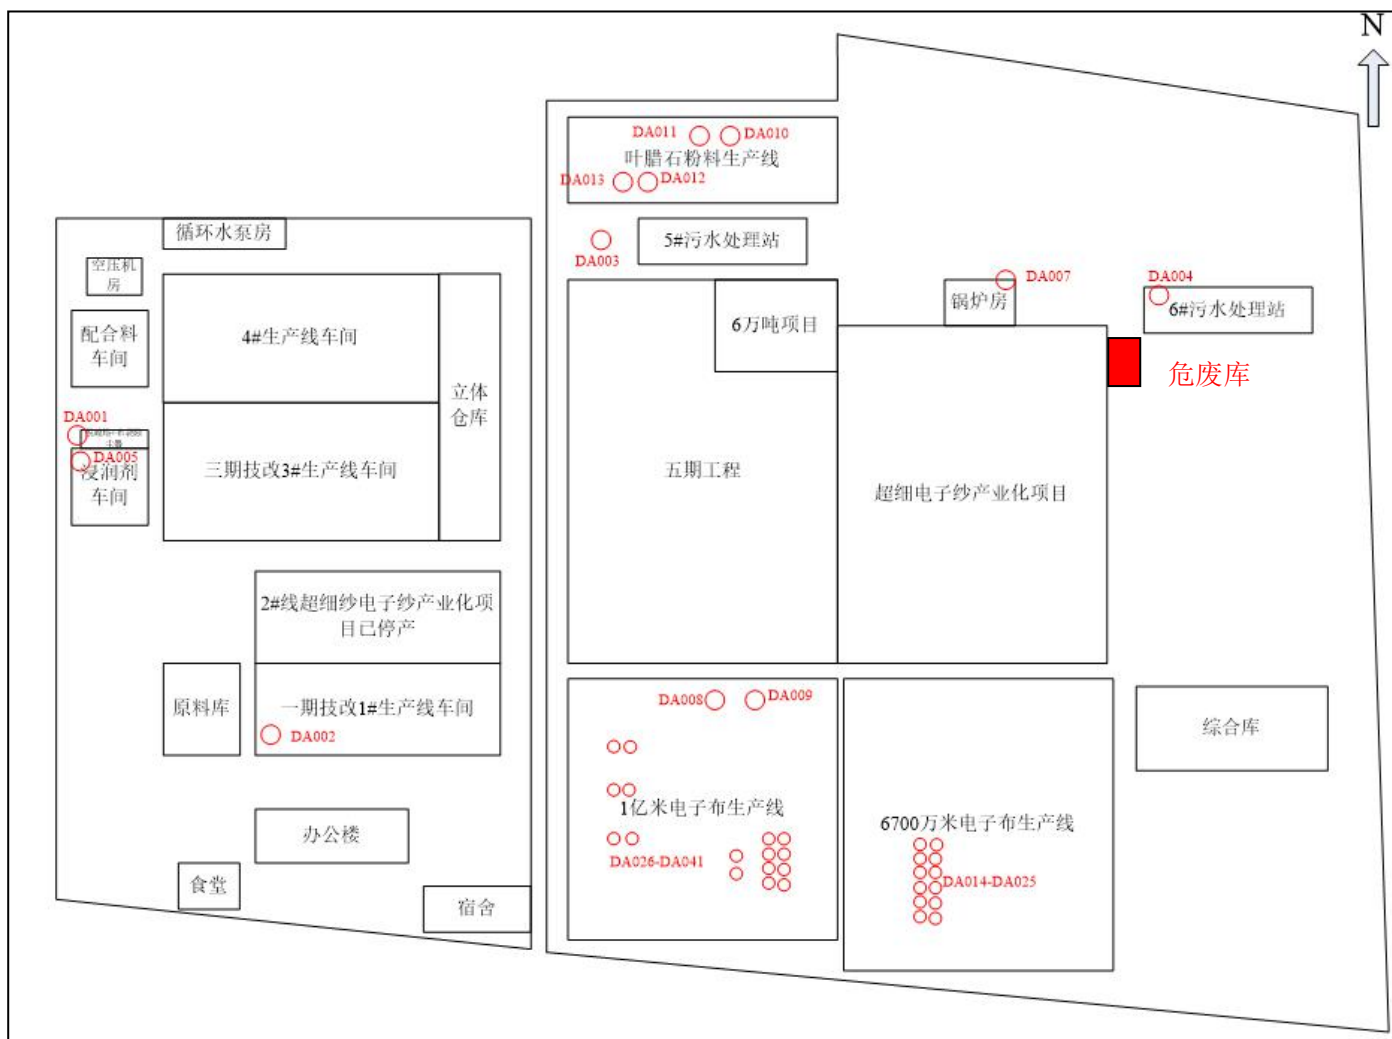 N
DA011
DA010
叶腊石粉料生产线
DA013
DA012
循环水泵房
5#污水处理站
DA003
空压机
房
DA007
DA004
锅炉房
6#污水处理站
配合料
车间
4#生产线车间
6万吨项目
危废库
立体
仓库
DA001
DA005
浸润剂
车间
三期技改3#生产线车间
五期工程
超细电子纱产业化项目
2#线超细纱电子纱产业化项
目已停产
原料库
一期技改1#生产线车间
DA002
DA008
DA009
综合库
1亿米电子布生产线
6700万米电子布生产线
办公楼
DA026-DA041
DA014-DA025
食堂
宿舍